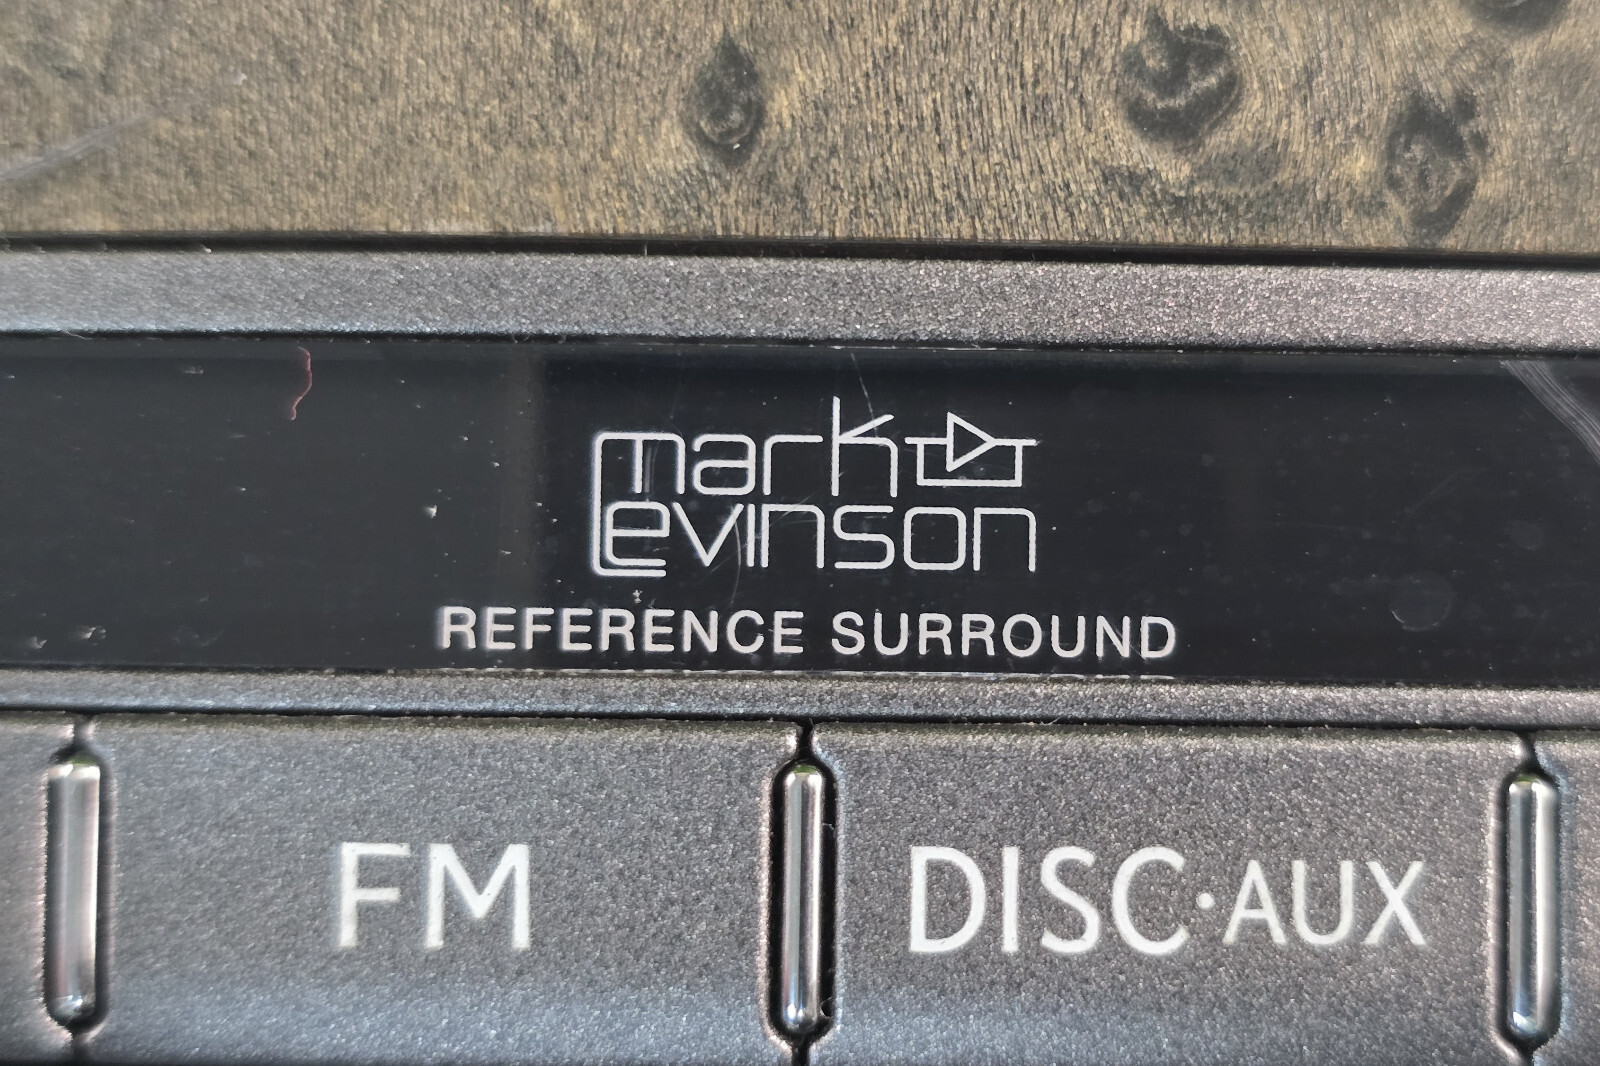 mark
Levinson
REFERENCE SURROUND
FM
DISC·AUX